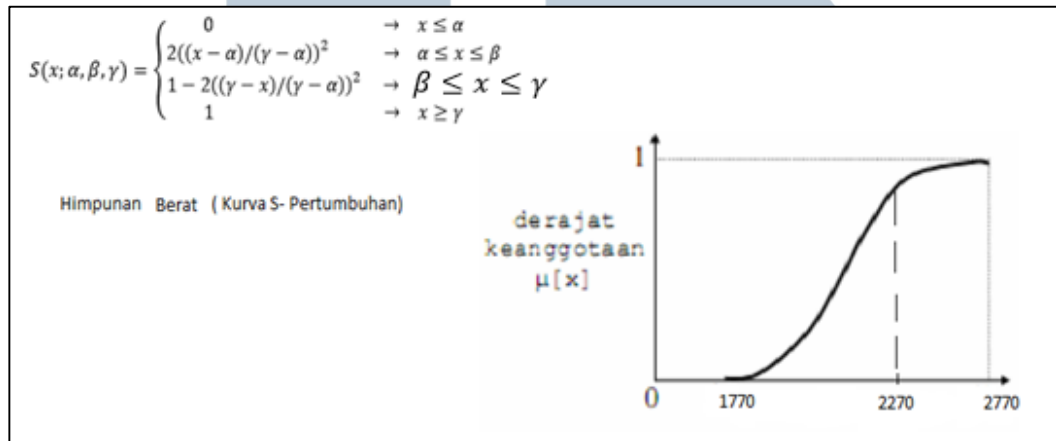 S(x; α, β, γ) = { 0 → x ≤ α
2((x − α)/(γ − α))² → α ≤ x ≤ β
1 − 2((γ − x)/(γ − α))² → β ≤ x ≤ γ
1 → x ≥ γ
Himpunan Berat ( Kurva S- Pertumbuhan)
1
derajat
keanggotaan
μ[x]
0 1770 2270 2770